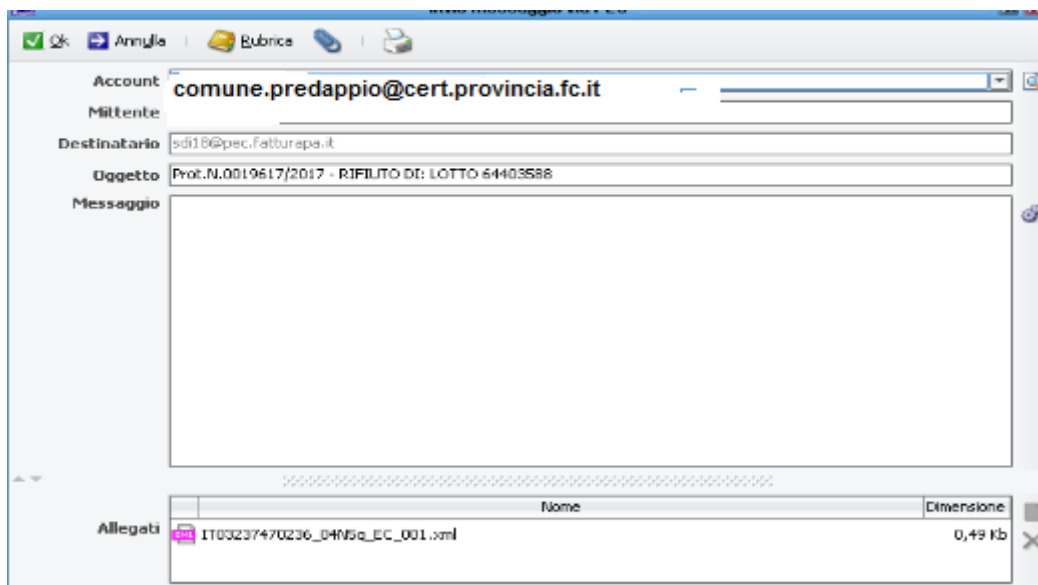 Ok Annulla Rubrica
Account comune.predappio@cert.provincia.fc.it
Mittente
Destinatario sdi18@pec.fatturapa.it
Oggetto Prot.N.0019617/2017 - RIFIUTO DI: LOTTO 64403588
Messaggio
Nome Dimensione
Allegati IT03237470236_04NSq_EC_001.xml 0,49 Kb